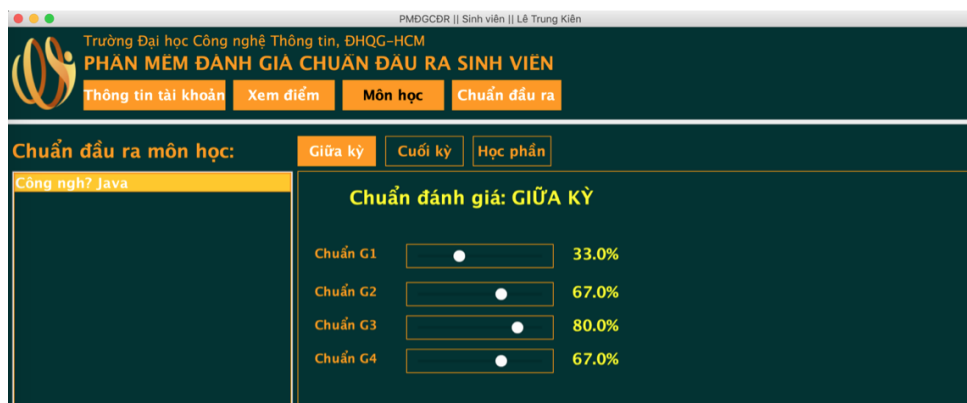 PMĐGCĐR || Sinh viên || Lê Trung Kiên
Trường Đại học Công nghệ Thông tin, ĐHQG-HCM
PHẦN MỀM ĐÁNH GIÁ CHUẨN ĐẦU RA SINH VIÊN
Thông tin tài khoản Xem điểm Môn học Chuẩn đầu ra
Chuẩn đầu ra môn học:
Giữa kỳ Cuối kỳ Học phần
Công ngh? Java
Chuẩn đánh giá: GIỮA KỲ
Chuẩn G1 33.0%
Chuẩn G2 67.0%
Chuẩn G3 80.0%
Chuẩn G4 67.0%